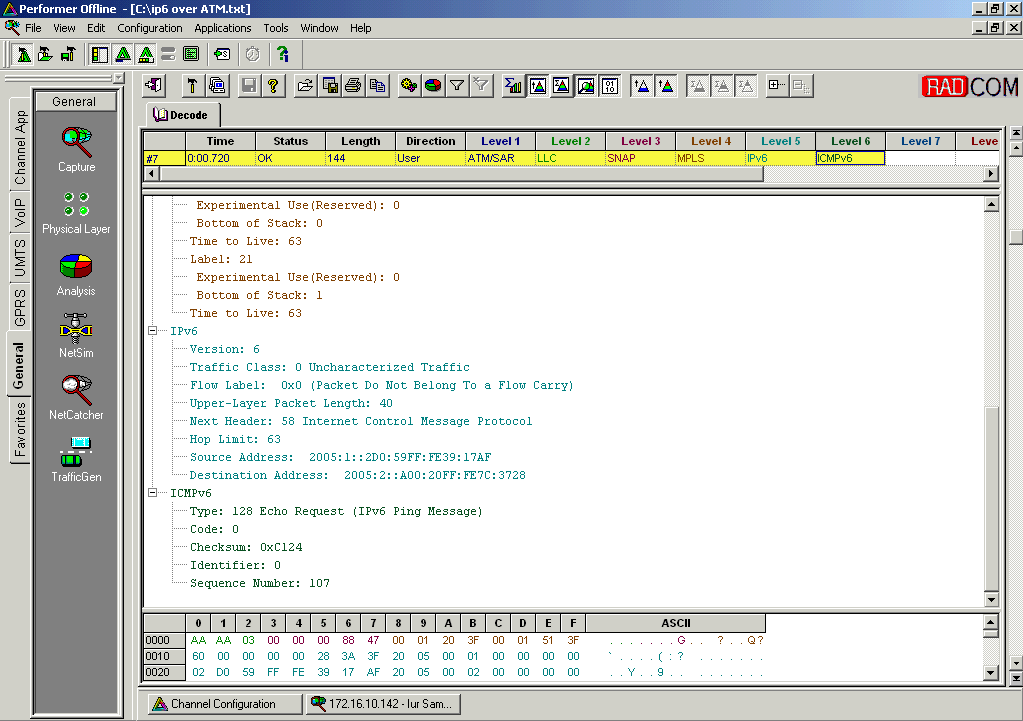 Performer Offline - [C:\ip6 over ATM.txt]
File View Edit Configuration Applications Tools Window Help
RADCOM
General
Capture
Physical Layer
Analysis
NetSim
NetCatcher
TrafficGen
Channel App
VoIP
UMTS
GPRS
General
Favorites
Decode
Time Status Length Direction Level 1 Level 2 Level 3 Level 4 Level 5 Level 6 Level 7 Leve
#7 0:00.720 OK 144 User ATM/SAR LLC SNAP MPLS IPv6 ICMPv6
Experimental Use(Reserved): 0
Bottom of Stack: 0
Time to Live: 63
Label: 21
Experimental Use(Reserved): 0
Bottom of Stack: 1
Time to Live: 63
IPv6
Version: 6
Traffic Class: 0 Uncharacterized Traffic
Flow Label: 0x0 (Packet Do Not Belong To a Flow Carry)
Upper-Layer Packet Length: 40
Next Header: 58 Internet Control Message Protocol
Hop Limit: 63
Source Address: 2005:1::2D0:59FF:FE39:17AF
Destination Address: 2005:2::A00:20FF:FE7C:3728
ICMPv6
Type: 128 Echo Request (IPv6 Ping Message)
Code: 0
Checksum: 0xC124
Identifier: 0
Sequence Number: 107
0 1 2 3 4 5 6 7 8 9 A B C D E F ASCII
0000 AA AA 03 00 00 00 88 47 00 01 20 3F 00 01 51 3F . . . . . . . G . . ? . . Q ?
0010 60 00 00 00 00 28 3A 3F 20 05 00 01 00 00 00 00 ` . . . . ( : ? . . . . . . .
0020 02 D0 59 FF FE 39 17 AF 20 05 00 02 00 00 00 00 . . Y . . 9 . . . . . . . . .
Channel Configuration
172.16.10.142 - Iur Sam...